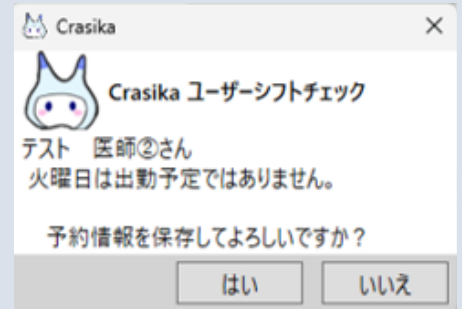 Crasika
Crasika ユーザーシフトチェック
テスト　医師②さん
火曜日は出勤予定ではありません。
予約情報を保存してよろしいですか？
はい
いいえ